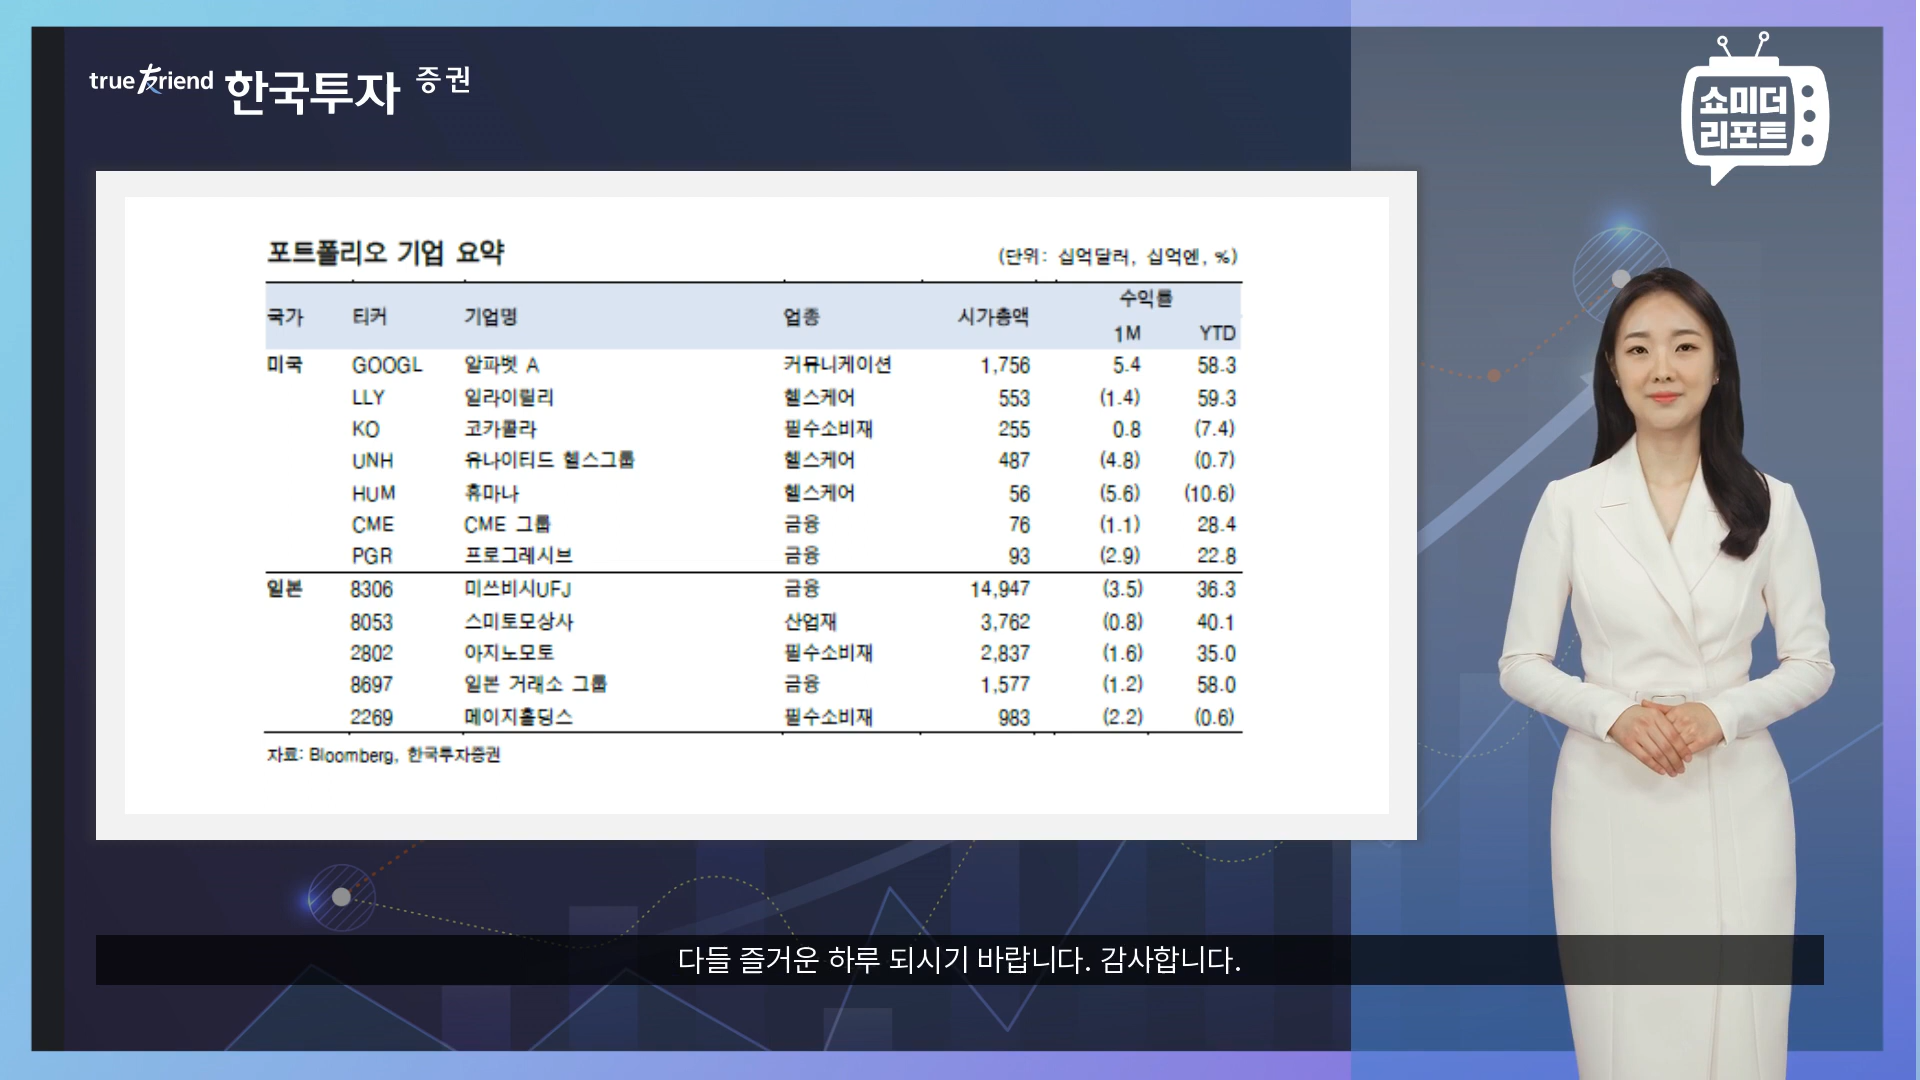 true友riend 한국투자 증권
쇼미더
리포트
포트폴리오 기업 요약 (단위: 십억달러, 십억엔, %)
국가 티커 기업명 업종 시가총액 수익률
1M YTD
미국 GOOGL 알파벳 A 커뮤니케이션 1,756 5.4 58.3
LLY 일라이릴리 헬스케어 553 (1.4) 59.3
KO 코카콜라 필수소비재 255 0.8 (7.4)
UNH 유나이티드 헬스그룹 헬스케어 487 (4.8) (0.7)
HUM 휴마나 헬스케어 56 (5.6) (10.6)
CME CME 그룹 금융 76 (1.1) 28.4
PGR 프로그레시브 금융 93 (2.9) 22.8
일본 8306 미쓰비시UFJ 금융 14,947 (3.5) 36.3
8053 스미토모상사 산업재 3,762 (0.8) 40.1
2802 아지노모토 필수소비재 2,837 (1.6) 35.0
8697 일본 거래소 그룹 금융 1,577 (1.2) 58.0
2269 메이지홀딩스 필수소비재 983 (2.2) (0.6)
자료: Bloomberg, 한국투자증권
다들 즐거운 하루 되시기 바랍니다. 감사합니다.